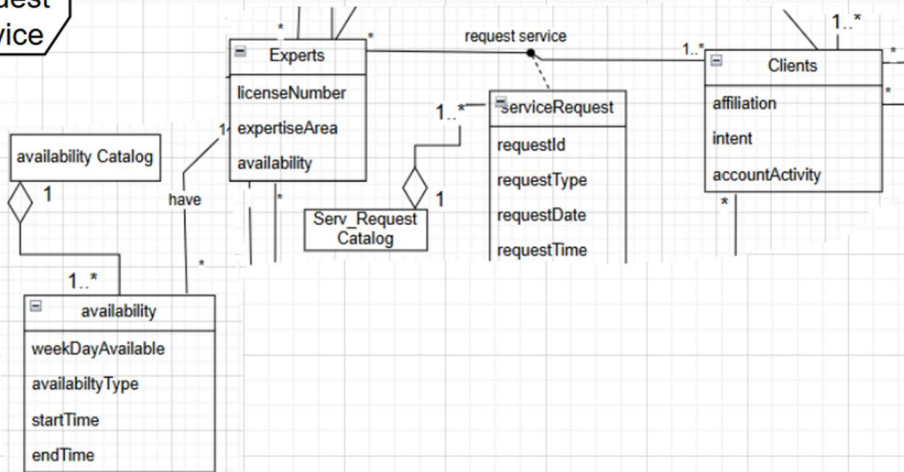 vice
*
Experts
licenseNumber
expertiseArea
availability
*
request service
1..*
Clients
affiliation
intent
accountActivity
1..*
*
*
*
serviceRequest
requestId
requestType
requestDate
requestTime
1..*
1
Serv_Request
Catalog
availability Catalog
1
1..*
1
have
*
*
availability
weekDayAvailable
availabiltyType
startTime
endTime